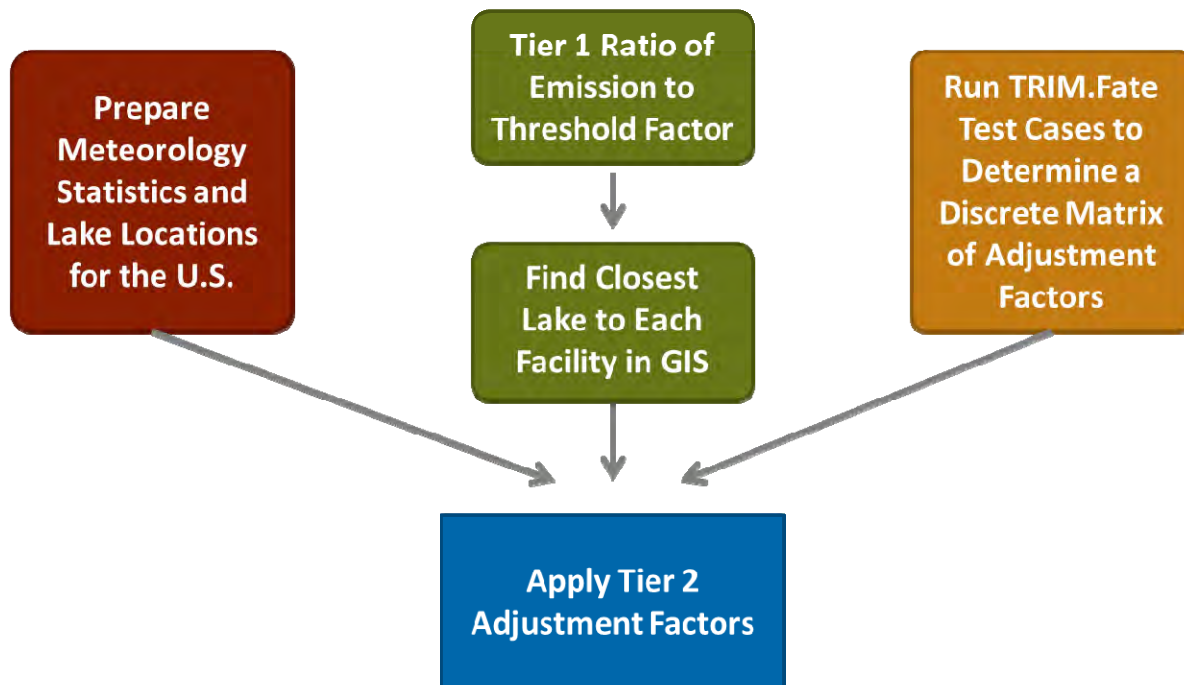 Prepare
Meteorology
Statistics and
Lake Locations
for the U.S.
Tier 1 Ratio of
Emission to
Threshold Factor
Find Closest
Lake to Each
Facility in GIS
Run TRIM.Fate
Test Cases to
Determine a
Discrete Matrix
of Adjustment
Factors
Apply Tier 2
Adjustment Factors